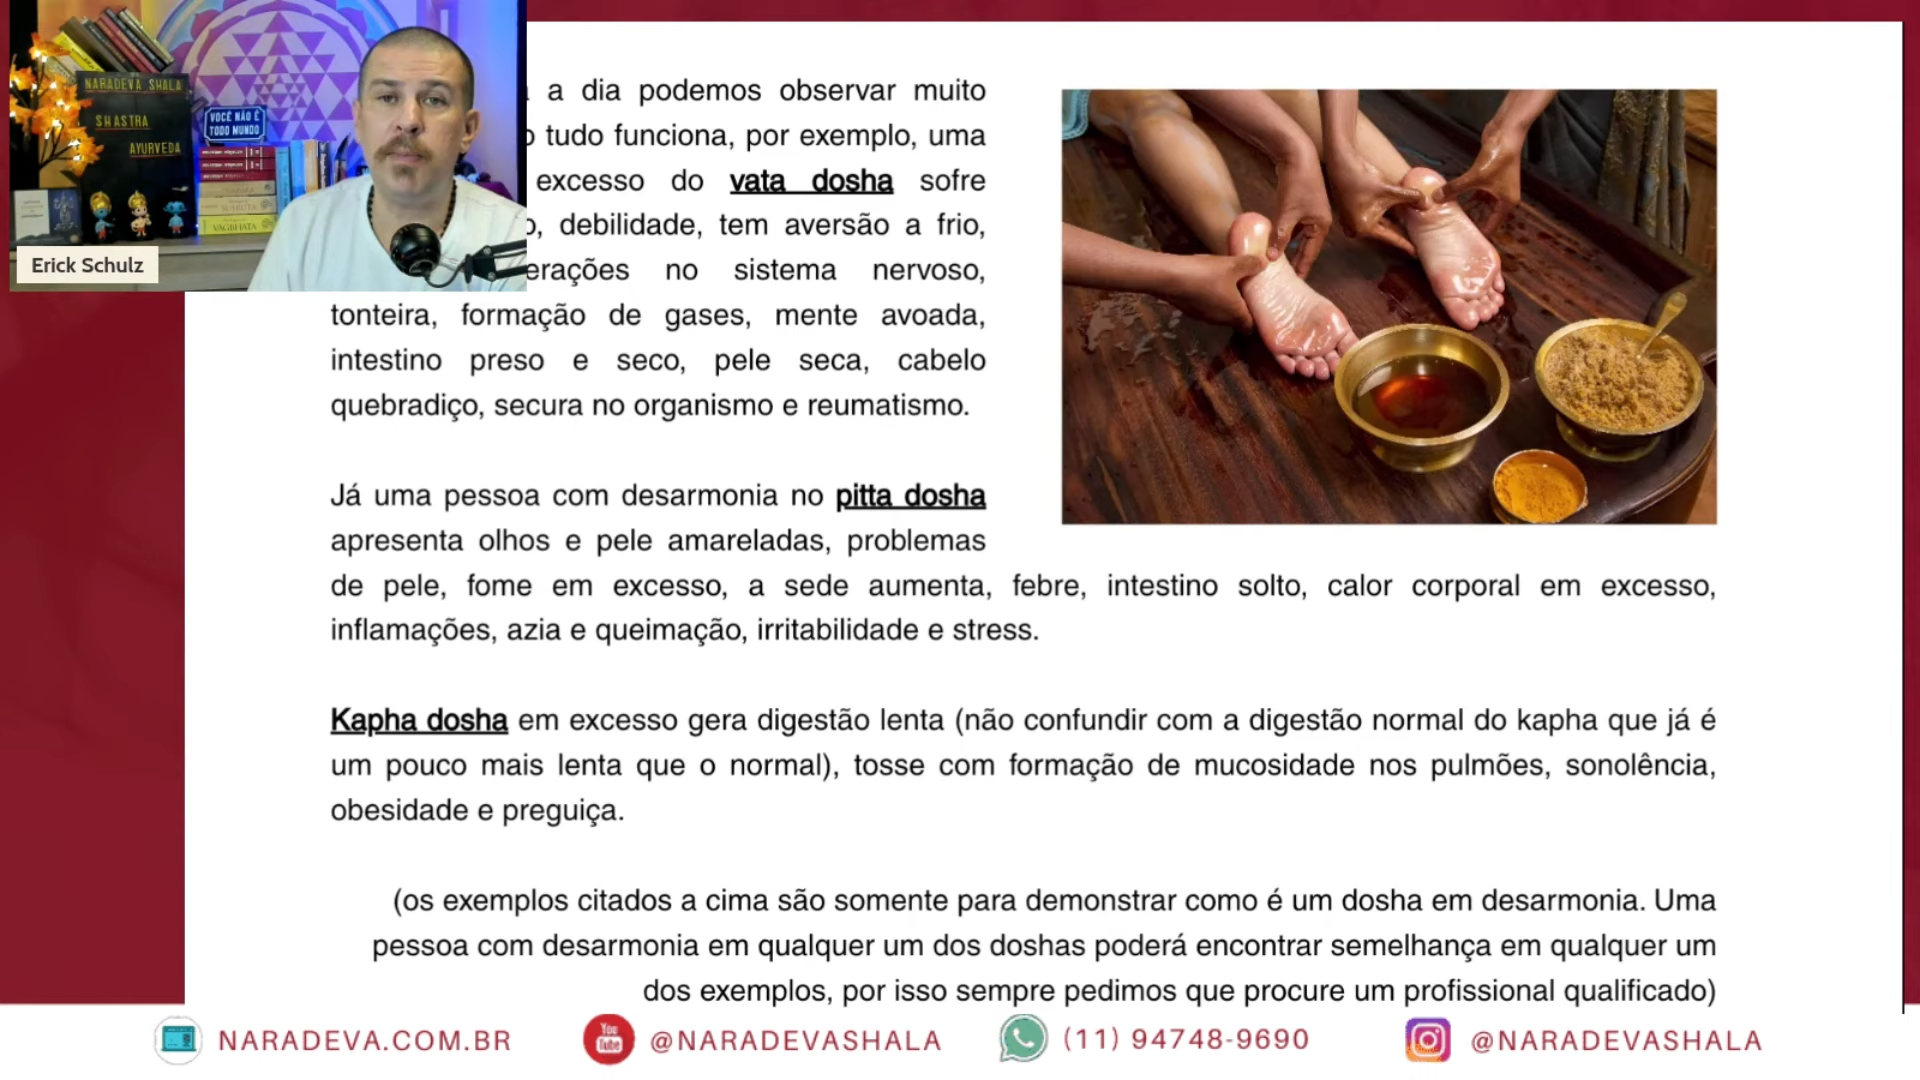 NARADEVA SHALA
SHASTRA
AYURVEDA
VOCÊ NÃO É
TODO MUNDO
SUSRUTA
VAGBHATA
Erick Schulz
a dia podemos observar muito
tudo funciona, por exemplo, uma
excesso do vata dosha sofre
debilidade, tem aversão a frio,
erações no sistema nervoso,
tonteira, formação de gases, mente avoada,
intestino preso e seco, pele seca, cabelo
quebradiço, secura no organismo e reumatismo.
Já uma pessoa com desarmonia no pitta dosha
apresenta olhos e pele amareladas, problemas
de pele, fome em excesso, a sede aumenta, febre, intestino solto, calor corporal em excesso,
inflamações, azia e queimação, irritabilidade e stress.
Kapha dosha em excesso gera digestão lenta (não confundir com a digestão normal do kapha que já é
um pouco mais lenta que o normal), tosse com formação de mucosidade nos pulmões, sonolência,
obesidade e preguiça.
(os exemplos citados a cima são somente para demonstrar como é um dosha em desarmonia. Uma
pessoa com desarmonia em qualquer um dos doshas poderá encontrar semelhança em qualquer um
dos exemplos, por isso sempre pedimos que procure um profissional qualificado)
NARADEVA.COM.BR
You Tube @NARADEVASHALA
(11) 94748-9690
@NARADEVASHALA